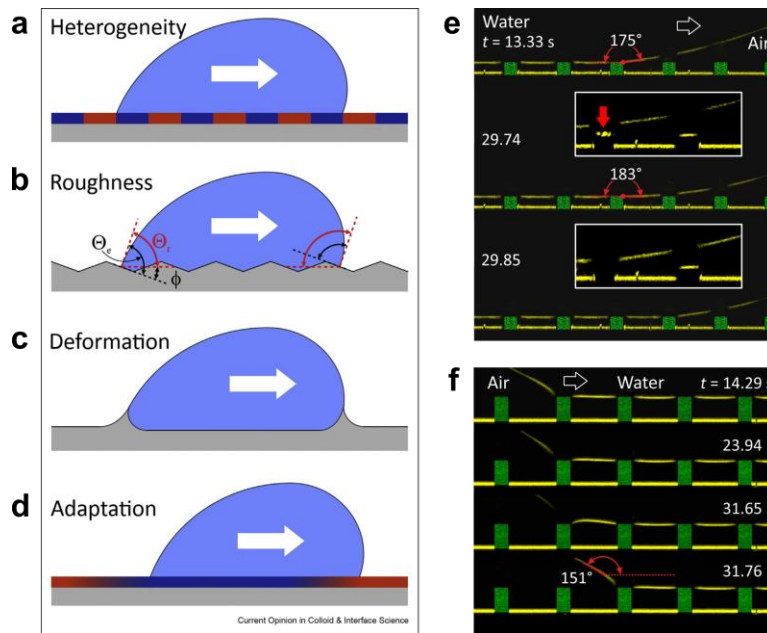 a
Heterogeneity
b
Roughness
Θe
Θr
ϕ
c
Deformation
d
Adaptation
Current Opinion in Colloid & Interface Science
e
Water
t = 13.33 s
175°
Air
29.74
183°
29.85
f
Air
Water
t = 14.29 s
23.94
31.65
151°
31.76